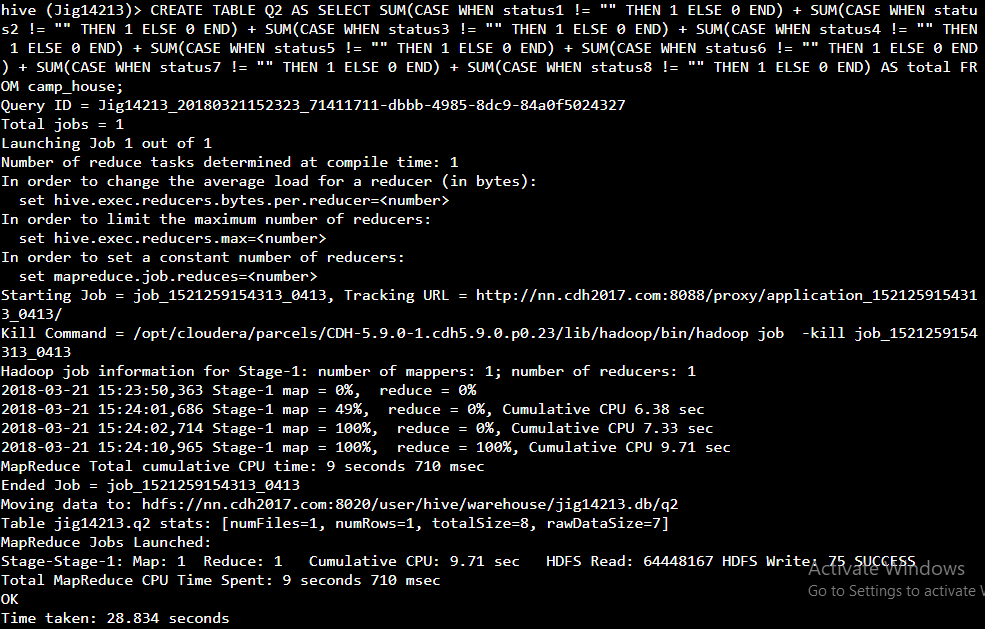 hive (Jig14213)> CREATE TABLE Q2 AS SELECT SUM(CASE WHEN status1 != "" THEN 1 ELSE 0 END) + SUM(CASE WHEN statu
s2 != "" THEN 1 ELSE 0 END) + SUM(CASE WHEN status3 != "" THEN 1 ELSE 0 END) + SUM(CASE WHEN status4 != "" THEN
 1 ELSE 0 END) + SUM(CASE WHEN status5 != "" THEN 1 ELSE 0 END) + SUM(CASE WHEN status6 != "" THEN 1 ELSE 0 END
) + SUM(CASE WHEN status7 != "" THEN 1 ELSE 0 END) + SUM(CASE WHEN status8 != "" THEN 1 ELSE 0 END) AS total FR
OM camp_house;
Query ID = Jig14213_20180321152323_71411711-dbbb-4985-8dc9-84a0f5024327
Total jobs = 1
Launching Job 1 out of 1
Number of reduce tasks determined at compile time: 1
In order to change the average load for a reducer (in bytes):
  set hive.exec.reducers.bytes.per.reducer=<number>
In order to limit the maximum number of reducers:
  set hive.exec.reducers.max=<number>
In order to set a constant number of reducers:
  set mapreduce.job.reduces=<number>
Starting Job = job_1521259154313_0413, Tracking URL = http://nn.cdh2017.com:8088/proxy/application_152125915431
3_0413/
Kill Command = /opt/cloudera/parcels/CDH-5.9.0-1.cdh5.9.0.p0.23/lib/hadoop/bin/hadoop job  -kill job_1521259154
313_0413
Hadoop job information for Stage-1: number of mappers: 1; number of reducers: 1
2018-03-21 15:23:50,363 Stage-1 map = 0%,  reduce = 0%
2018-03-21 15:24:01,686 Stage-1 map = 49%,  reduce = 0%, Cumulative CPU 6.38 sec
2018-03-21 15:24:02,714 Stage-1 map = 100%,  reduce = 0%, Cumulative CPU 7.33 sec
2018-03-21 15:24:10,965 Stage-1 map = 100%,  reduce = 100%, Cumulative CPU 9.71 sec
MapReduce Total cumulative CPU time: 9 seconds 710 msec
Ended Job = job_1521259154313_0413
Moving data to: hdfs://nn.cdh2017.com:8020/user/hive/warehouse/jig14213.db/q2
Table jig14213.q2 stats: [numFiles=1, numRows=1, totalSize=8, rawDataSize=7]
MapReduce Jobs Launched:
Stage-Stage-1: Map: 1  Reduce: 1   Cumulative CPU: 9.71 sec   HDFS Read: 64448167 HDFS Write: 75 SUCCESS
Activate Windows
Total MapReduce CPU Time Spent: 9 seconds 710 msec
Go to Settings to activate W
OK
Time taken: 28.834 seconds